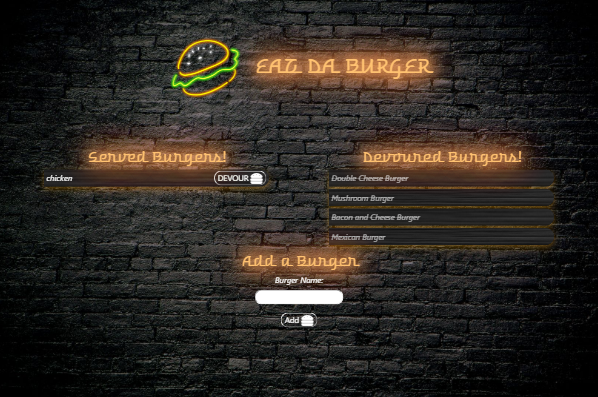 EAT DA BURGER
Served Burgers!
chicken
DEVOUR
Devoured Burgers!
Double Cheese Burger
Mushroom Burger
Bacon and Cheese Burger
Mexican Burger
Add a Burger
Burger Name:
Add